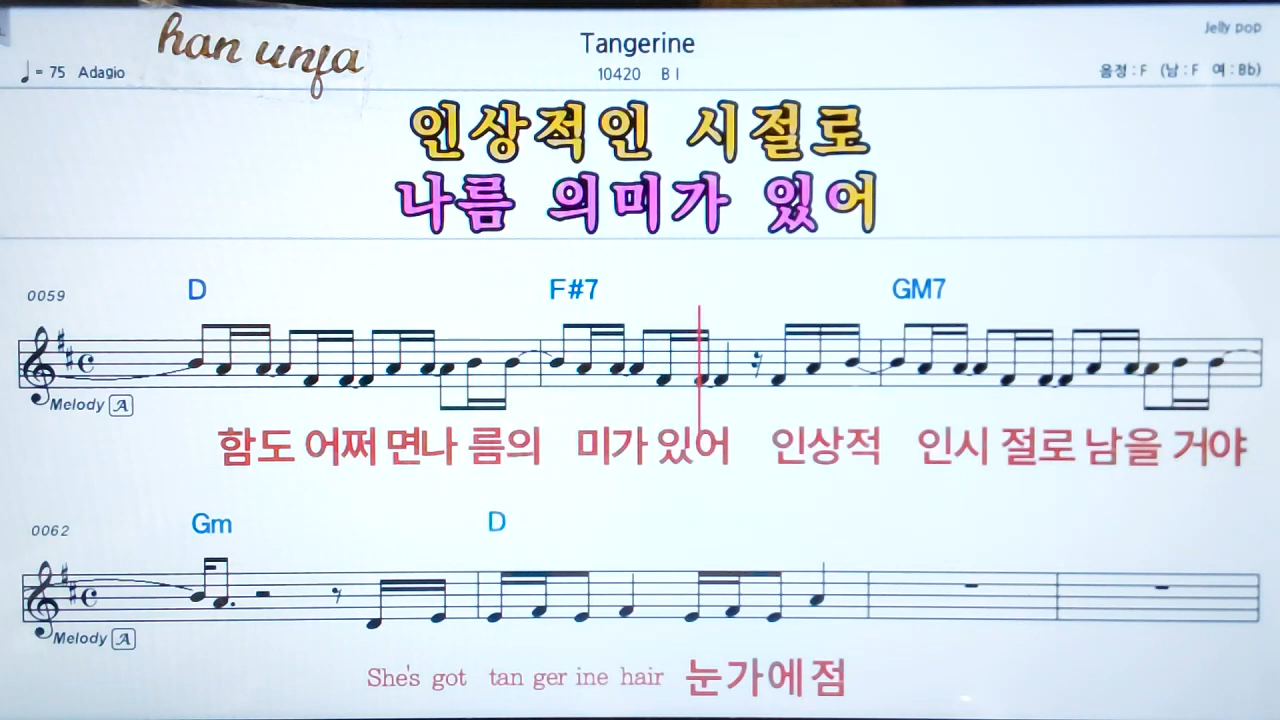 han unfa
Tangerine
Jelly pop
♩= 75 Adagio
10420 B I
음정 : F (남 : F 여 : Bb)
인상적인 시절로
나름 의미가 있어
0059
D F#7 GM7
Melody A
함도 어쩌 면나 름의 미가 있어 인상적 인시 절로 남을 거야
0062
Gm D
Melody A
She's got tan ger ine hair 눈가에 점